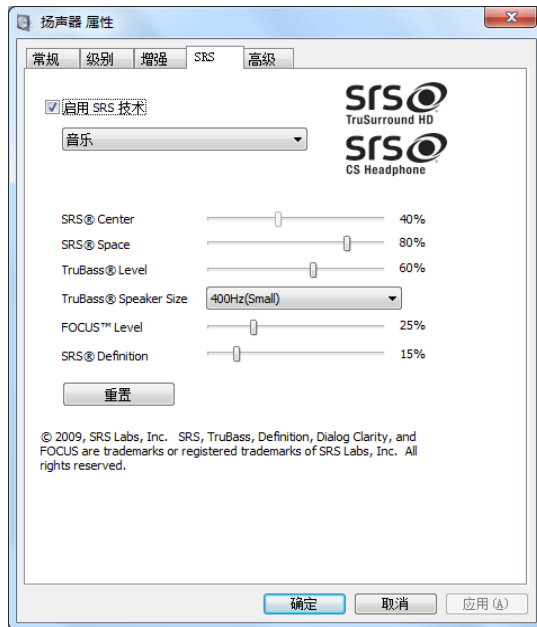 扬声器 属性
常规 级别 增强 SRS 高级
启用 SRS 技术
音乐
SRS
TruSurround HD
SRS
CS Headphone
SRS® Center 40%
SRS® Space 80%
TruBass® Level 60%
TruBass® Speaker Size 400Hz(Small)
FOCUS™ Level 25%
SRS® Definition 15%
重置
© 2009, SRS Labs, Inc. SRS, TruBass, Definition, Dialog Clarity, and
FOCUS are trademarks or registered trademarks of SRS Labs, Inc. All
rights reserved.
确定 取消 应用(A)